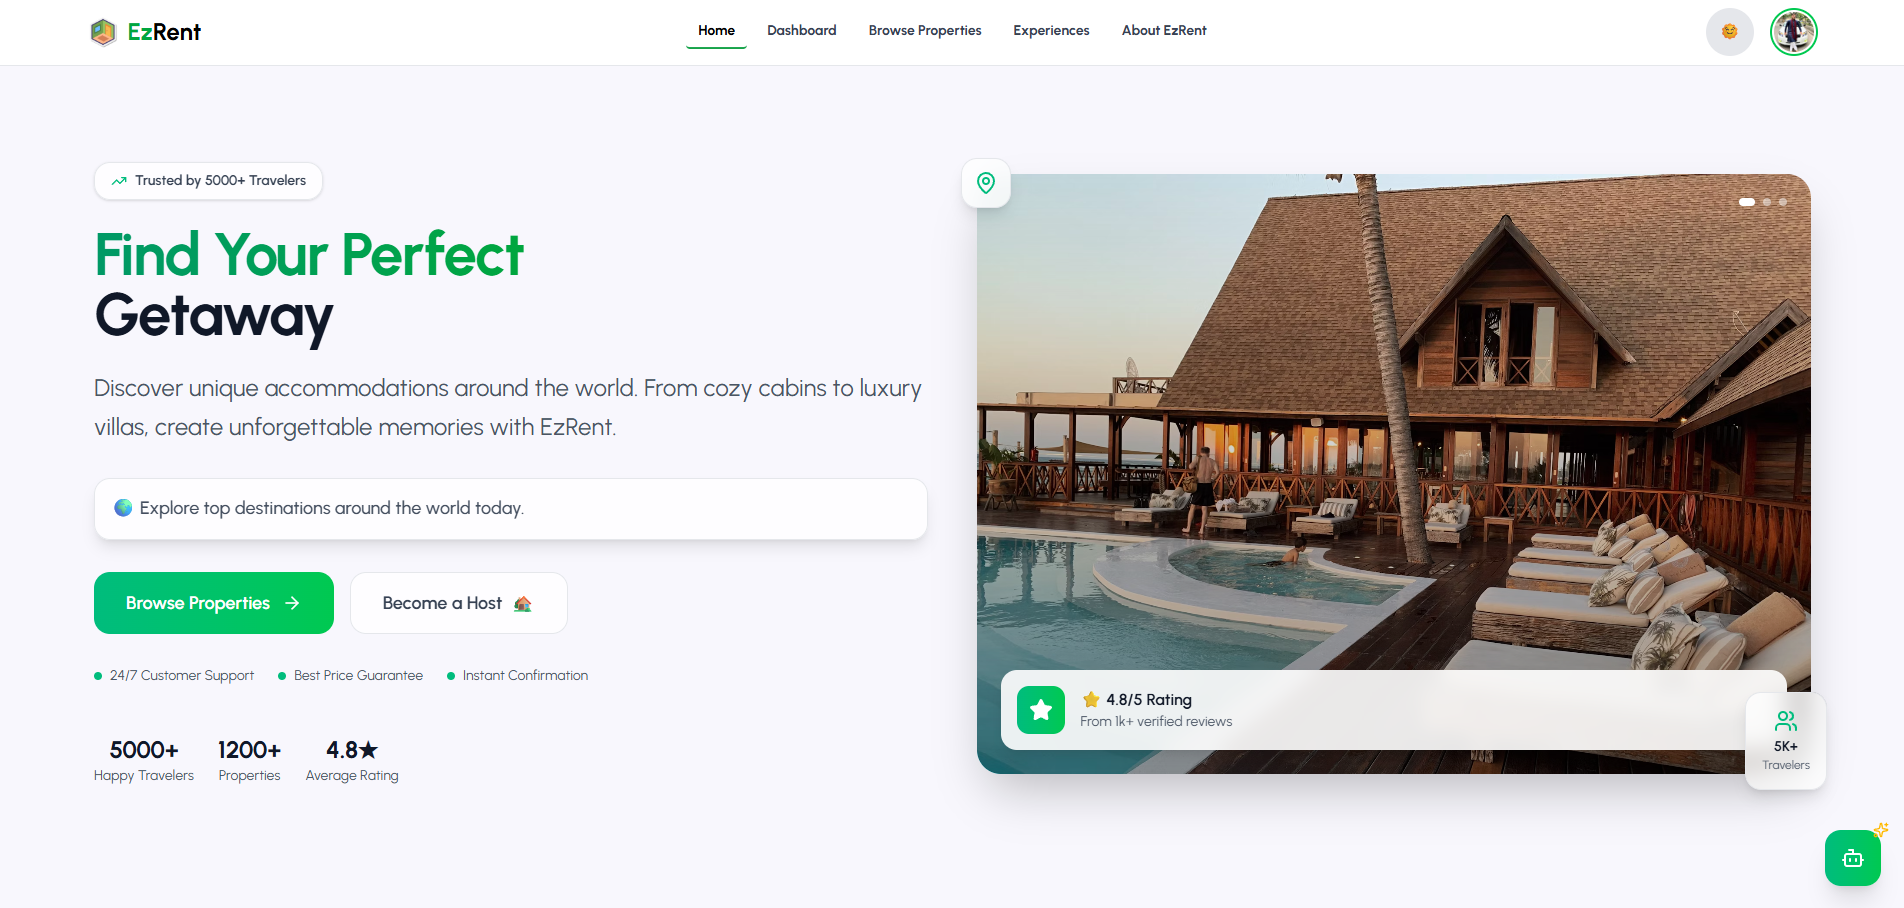 EzRent
Home
Dashboard
Browse Properties
Experiences
About EzRent
Trusted by 5000+ Travelers
Find Your Perfect
Getaway
Discover unique accommodations around the world. From cozy cabins to luxury
villas, create unforgettable memories with EzRent.
🌍 Explore top destinations around the world today.
Browse Properties →
Become a Host 🏠
24/7 Customer Support
Best Price Guarantee
Instant Confirmation
5000+
Happy Travelers
1200+
Properties
4.8★
Average Rating
⭐ 4.8/5 Rating
From 1k+ verified reviews
5K+
Travelers